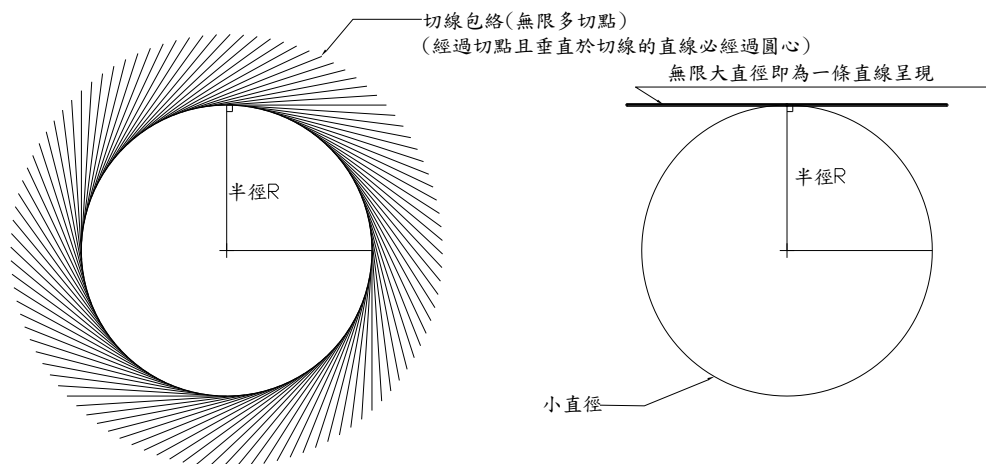 切線包絡(無限多切點)
(經過切點且垂直於切線的直線必經過圓心)
無限大直徑即為一條直線呈現
半徑R
半徑R
小直徑